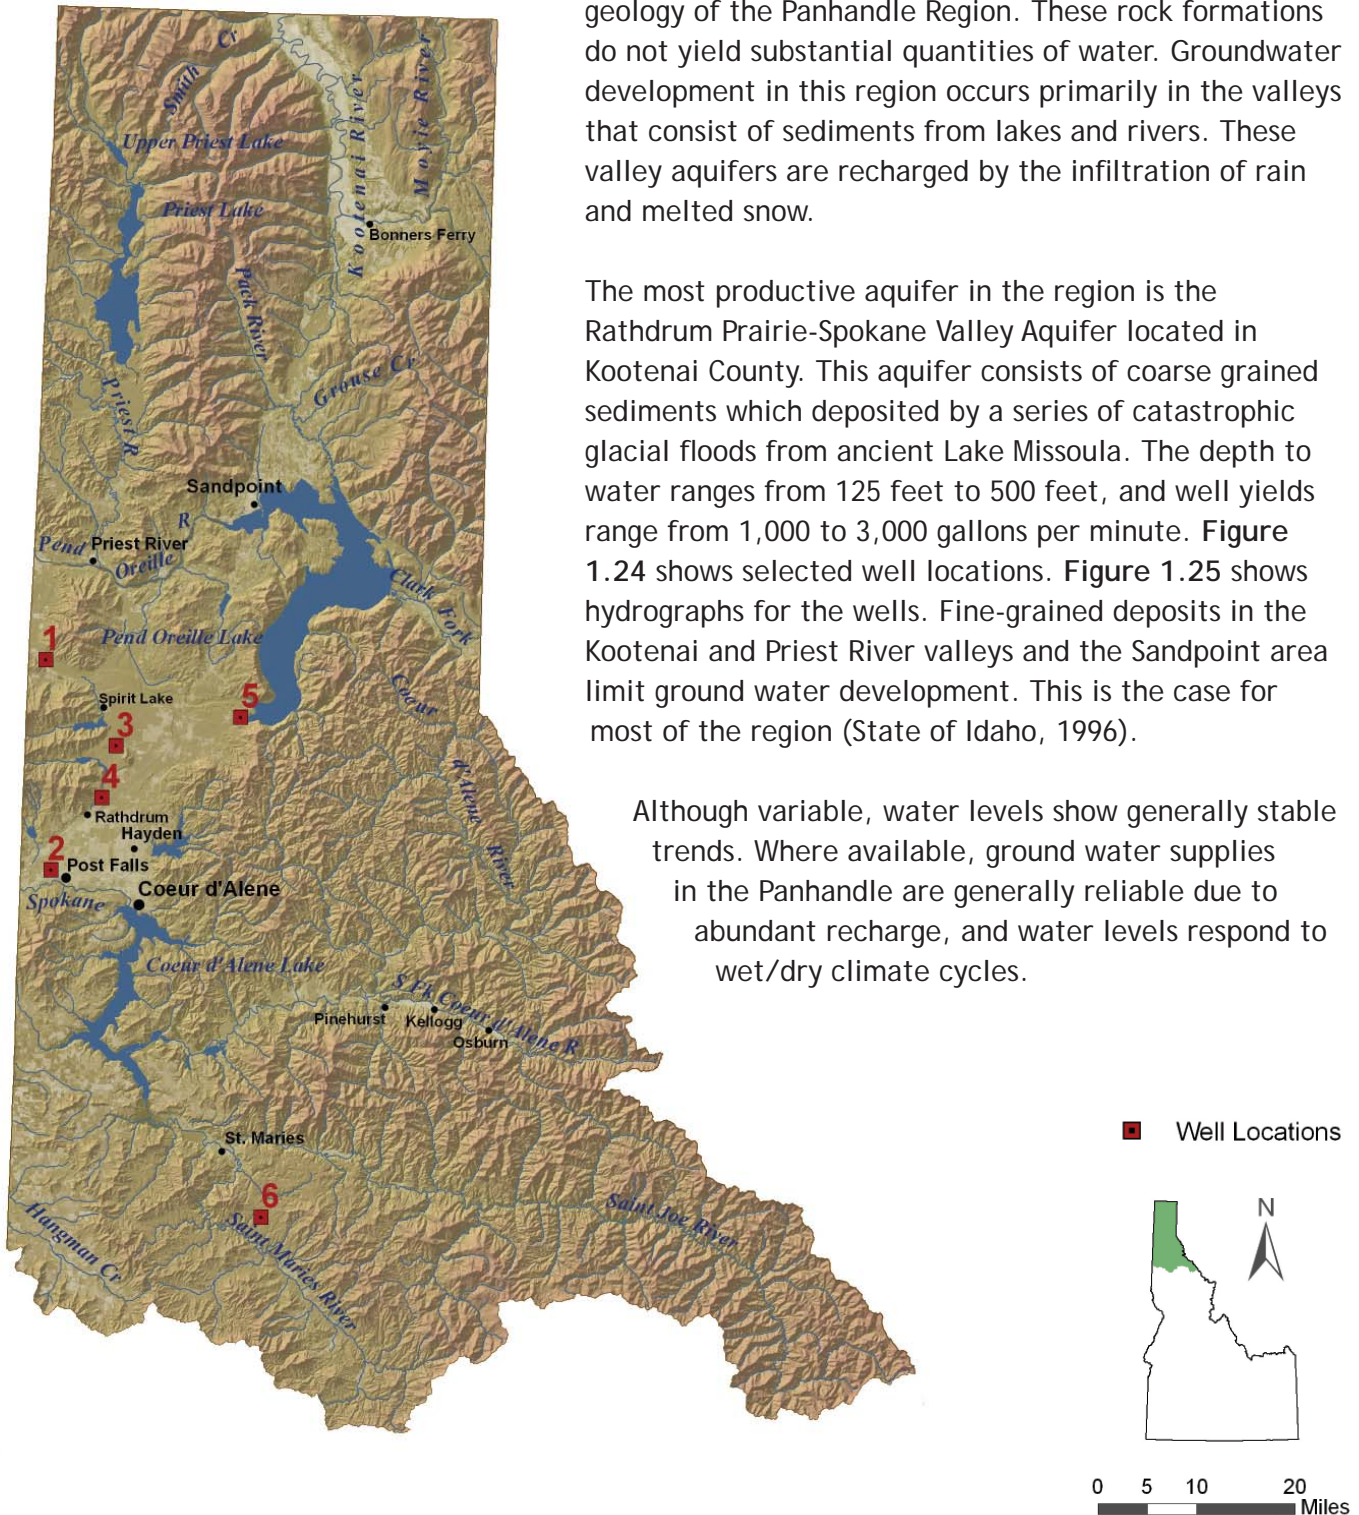 geology of the Panhandle Region. These rock formations
do not yield substantial quantities of water. Groundwater
development in this region occurs primarily in the valleys
that consist of sediments from lakes and rivers. These
valley aquifers are recharged by the infiltration of rain
and melted snow.
The most productive aquifer in the region is the
Rathdrum Prairie-Spokane Valley Aquifer located in
Kootenai County. This aquifer consists of coarse grained
sediments which deposited by a series of catastrophic
glacial floods from ancient Lake Missoula. The depth to
water ranges from 125 feet to 500 feet, and well yields
range from 1,000 to 3,000 gallons per minute. Figure
1.24 shows selected well locations. Figure 1.25 shows
hydrographs for the wells. Fine-grained deposits in the
Kootenai and Priest River valleys and the Sandpoint area
limit ground water development. This is the case for
most of the region (State of Idaho, 1996).
Although variable, water levels show generally stable
trends. Where available, ground water supplies
in the Panhandle are generally reliable due to
abundant recharge, and water levels respond to
wet/dry climate cycles.
Smith Cr
Kootenai River
Moyie River
Upper Priest Lake
Priest Lake
Bonners Ferry
Pack River
Grouse Cr
Priest R
Sandpoint
Pend Oreille R
Priest River
Clark Fork
1
Pend Oreille Lake
5
Spirit Lake
3
Coeur d'Alene River
4
Rathdrum
Hayden
2
Post Falls
Coeur d'Alene
Spokane
Coeur d'Alene Lake
S Fk Coeur d'Alene R
Pinehurst
Kellogg
Osburn
St. Maries
6
Saint Joe River
Saint Maries River
Hangman Cr
Well Locations
N
0 5 10 20
Miles